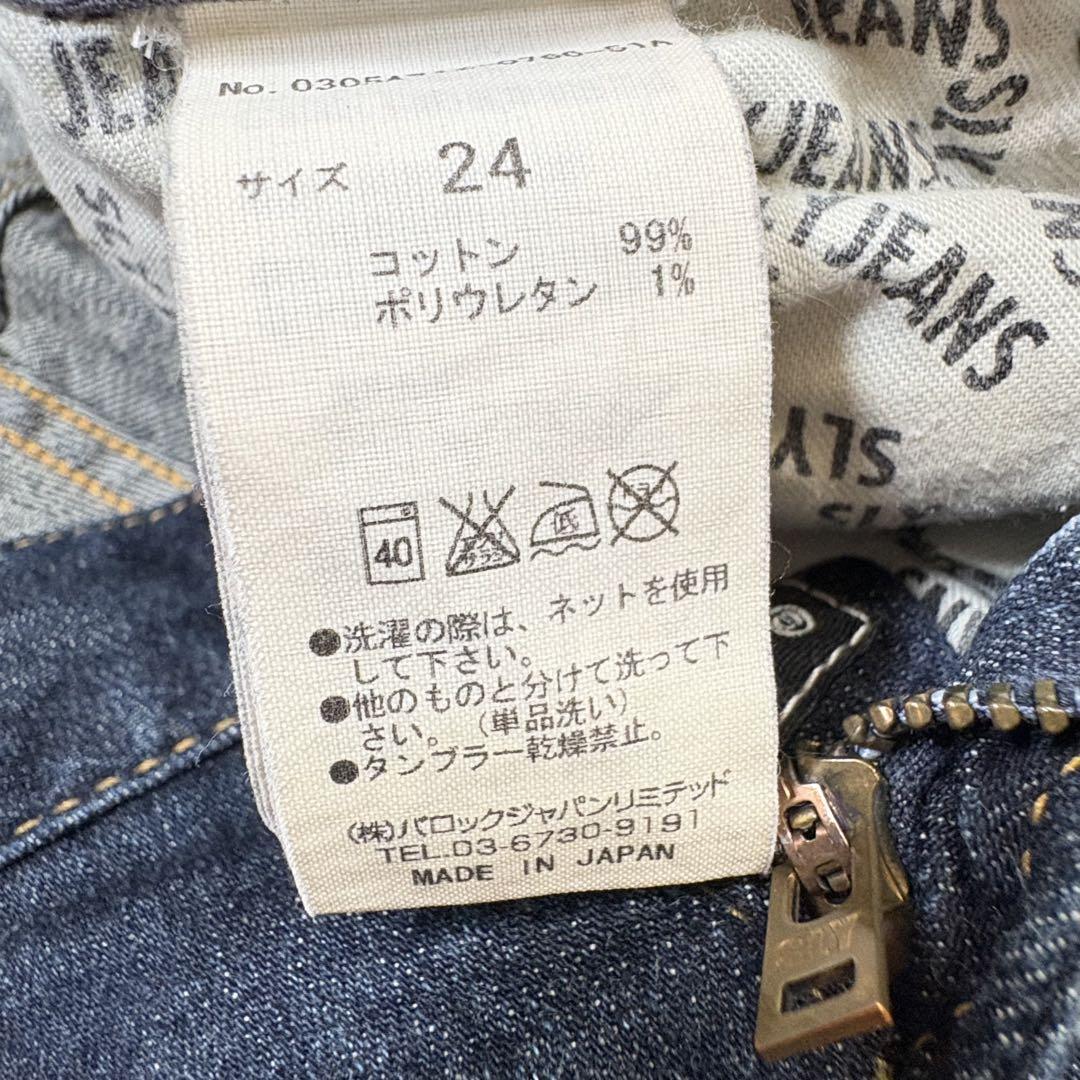 サイズ 24
コットン 99%
ポリウレタン 1%
40
低
●洗濯の際は、ネットを使用
して下さい。
●他のものと分けて洗って下
さい。(単品洗い)
●タンブラー乾燥禁止。
(株)バロックジャパンリミテッド
TEL.03-6730-9191
MADE IN JAPAN
JEANS
SLY JEANS
SLY
SLY